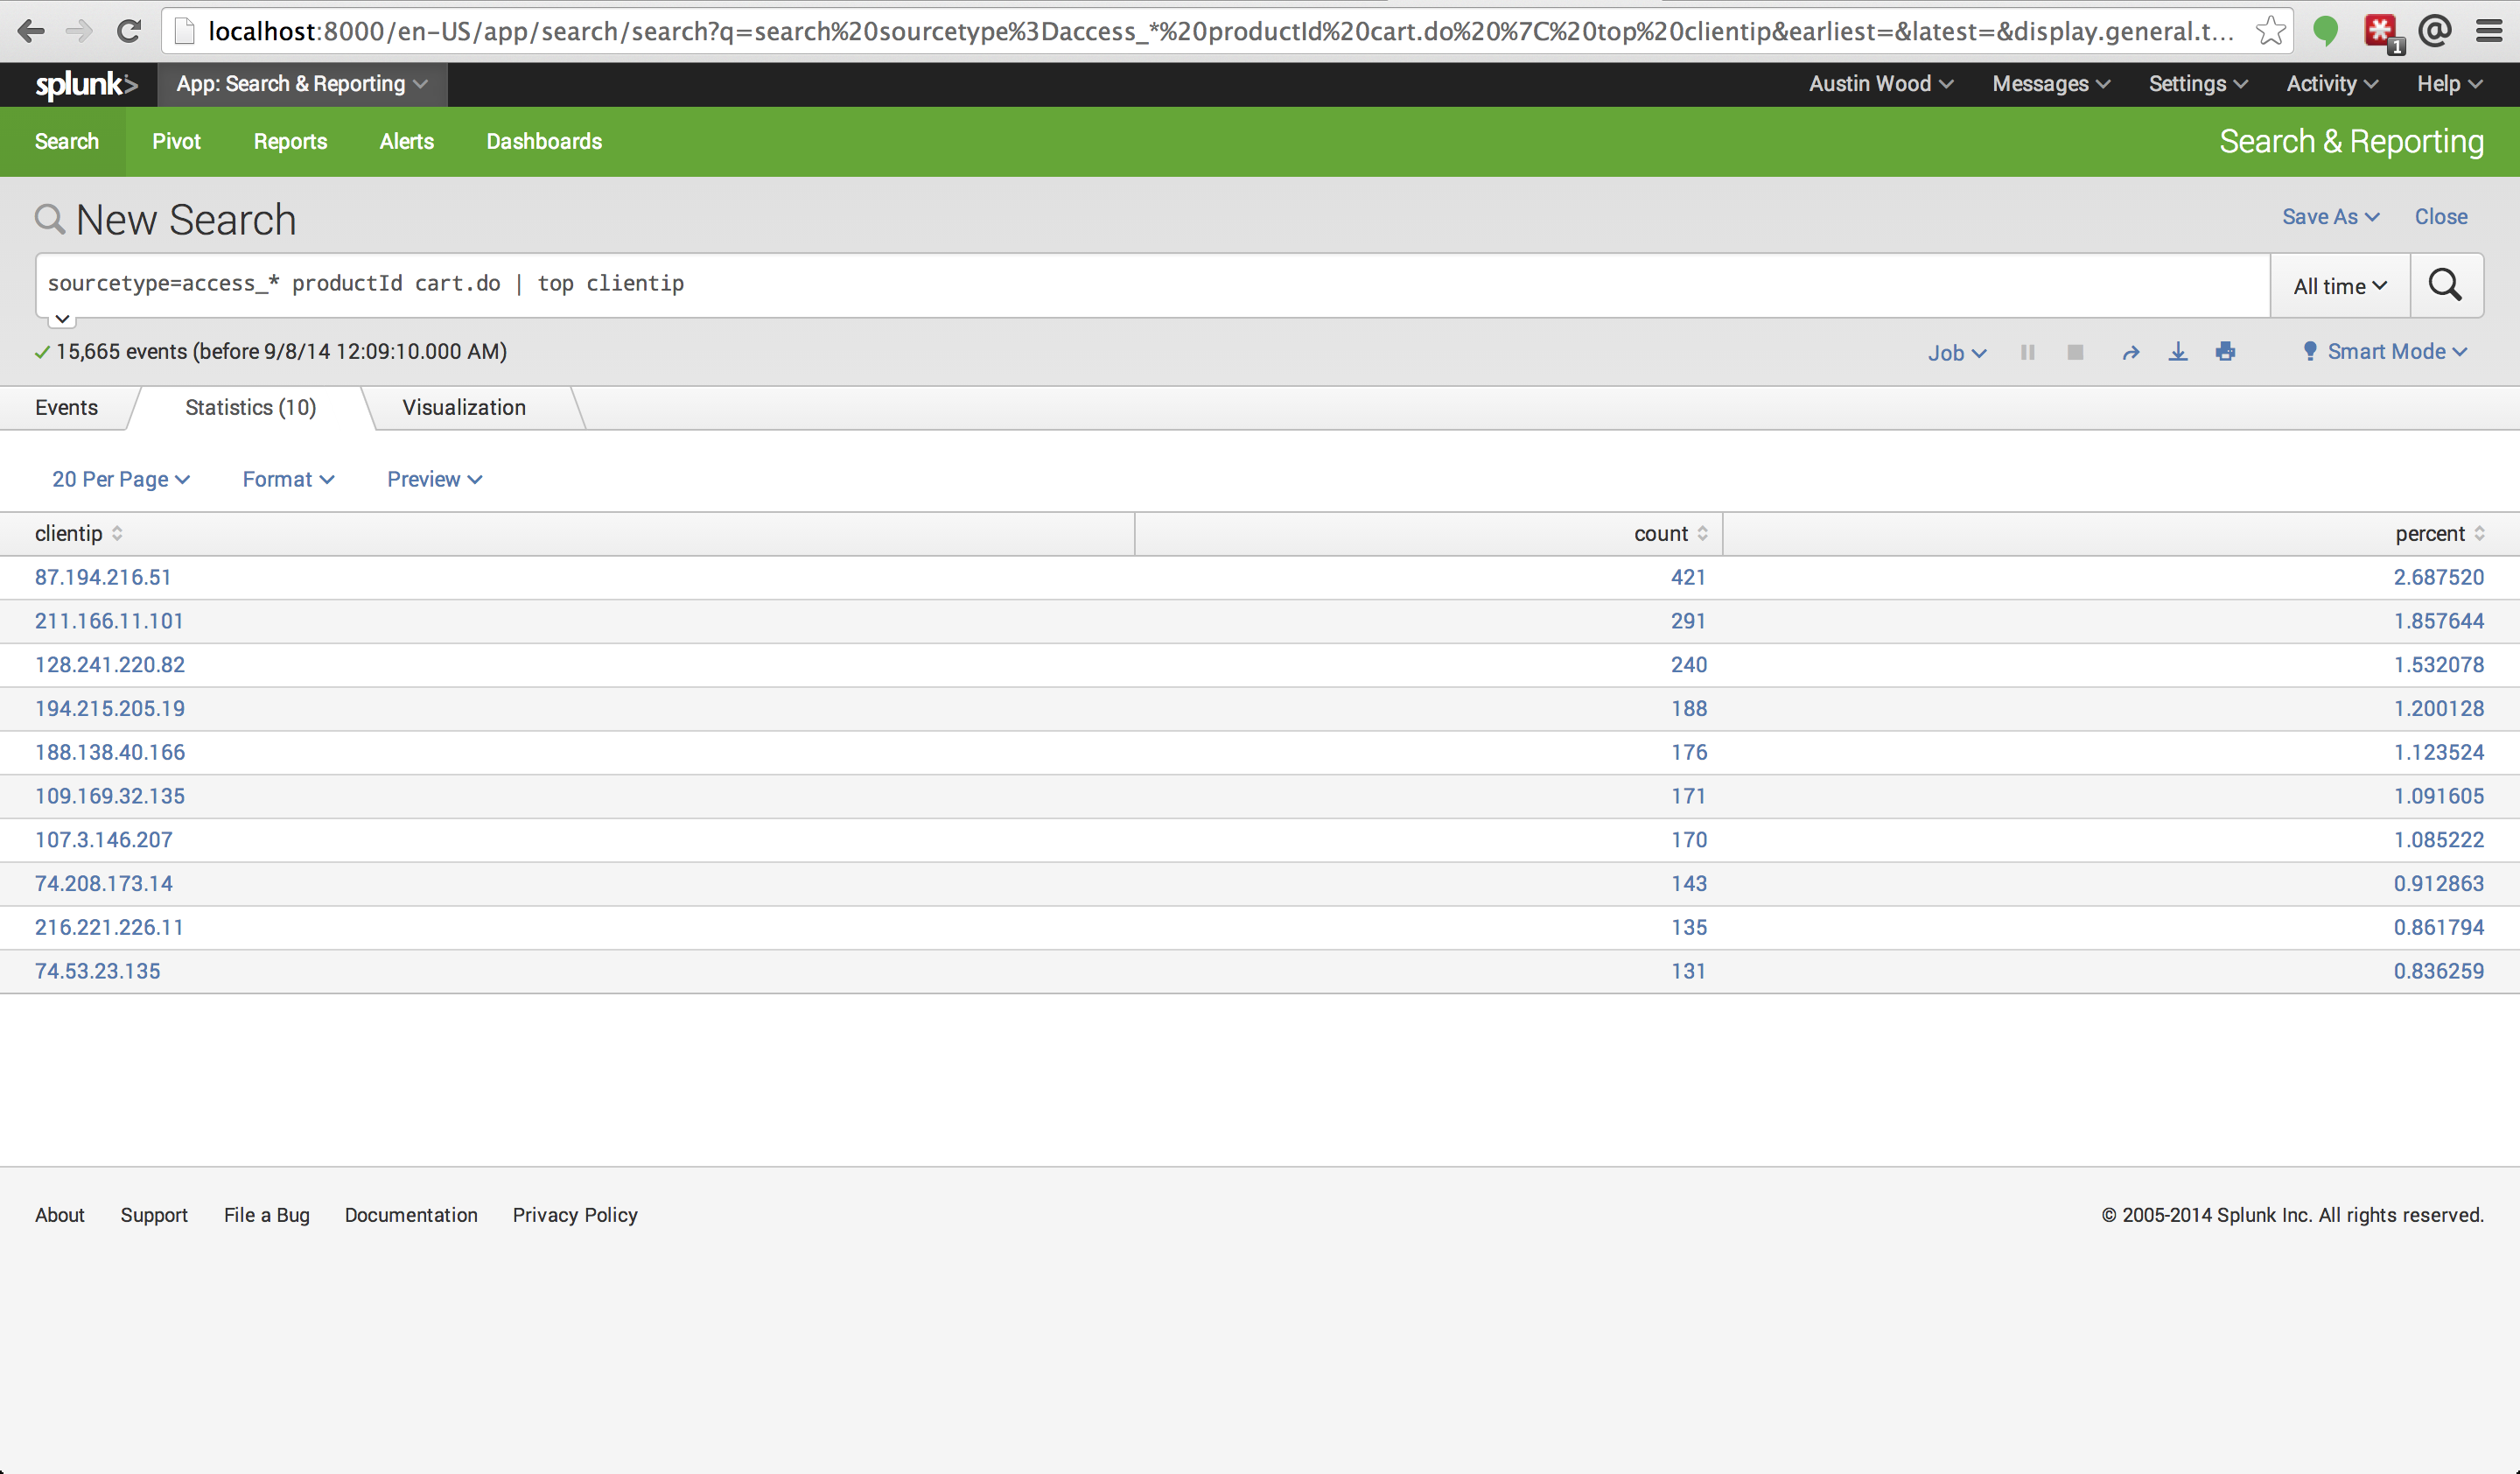 localhost:8000/en-US/app/search/search?q=search%20sourcetype%3Daccess_*%20productId%20cart.do%20%7C%20top%20clientip&earliest=&latest=&display.general.t...
1
splunk> App: Search & Reporting Austin Wood Messages Settings Activity Help
Search Pivot Reports Alerts Dashboards Search & Reporting
New Search Save As Close
sourcetype=access_* productId cart.do | top clientip All time
15,665 events (before 9/8/14 12:09:10.000 AM) Job Smart Mode
Events Statistics (10) Visualization
20 Per Page Format Preview
clientip count percent
87.194.216.51 421 2.687520
211.166.11.101 291 1.857644
128.241.220.82 240 1.532078
194.215.205.19 188 1.200128
188.138.40.166 176 1.123524
109.169.32.135 171 1.091605
107.3.146.207 170 1.085222
74.208.173.14 143 0.912863
216.221.226.11 135 0.861794
74.53.23.135 131 0.836259
About Support File a Bug Documentation Privacy Policy © 2005-2014 Splunk Inc. All rights reserved.